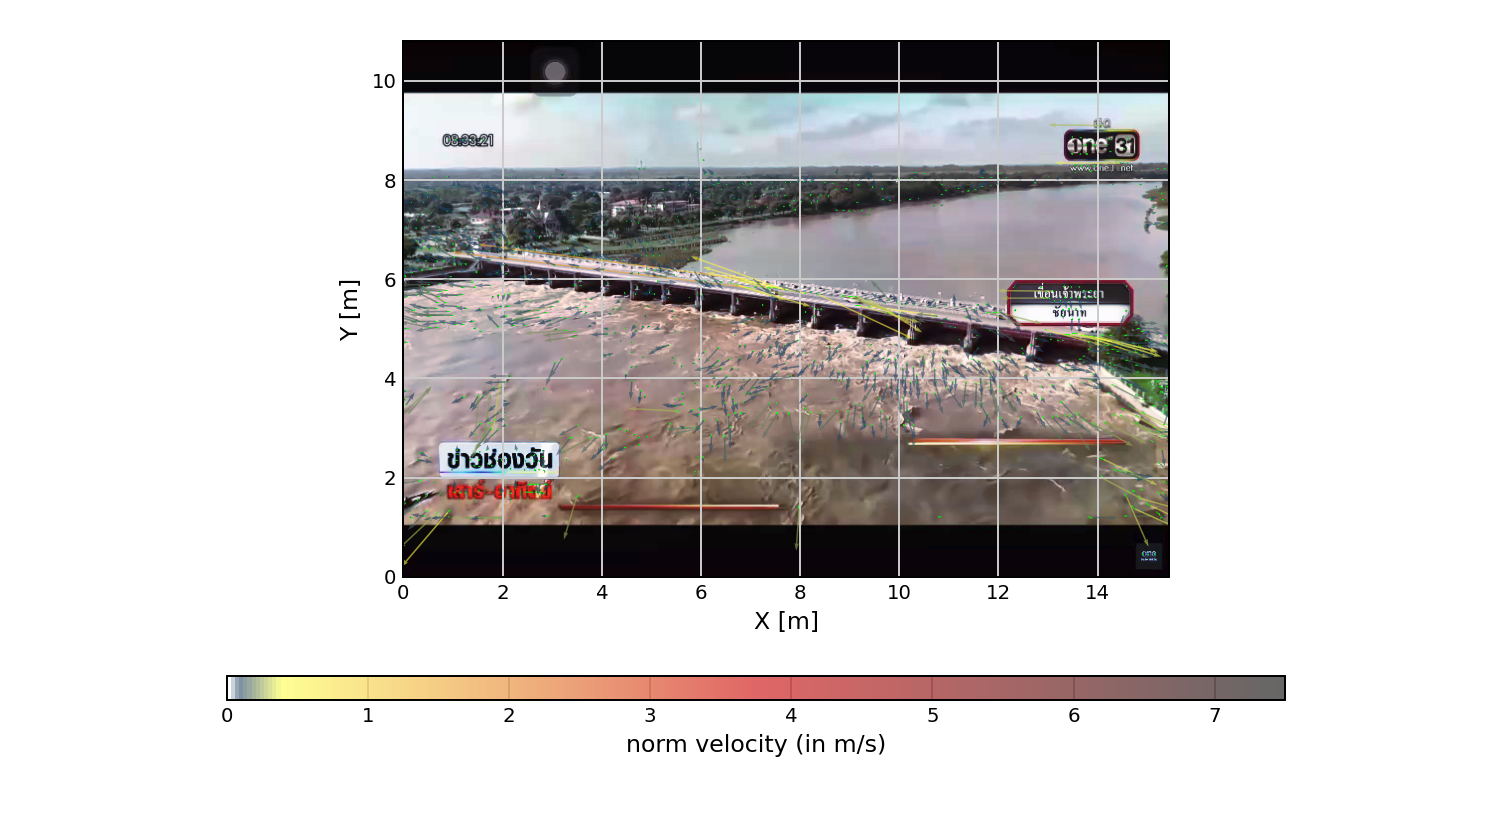 10
8
6
4
2
0
Y [m]
08:33:21
one 31
เขื่อนเจ้าพระยา
ชัยนาท
ข่าวช่องวัน
เสาร์-อาทิตย์
one
0 2 4 6 8 10 12 14
X [m]
0 1 2 3 4 5 6 7
norm velocity (in m/s)